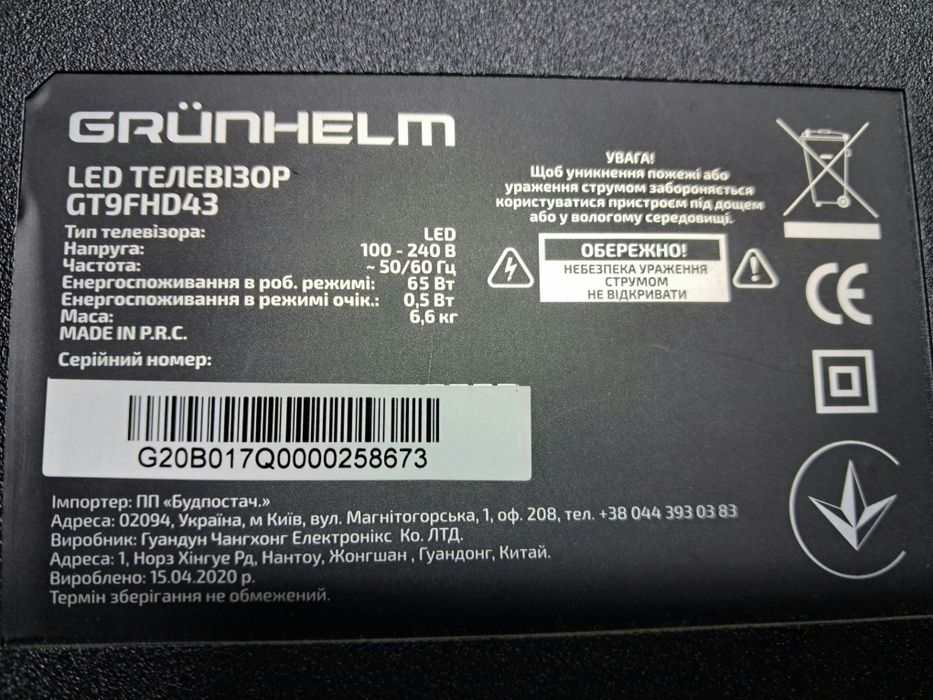 GRÜNHELM
LED ТЕЛЕВІЗОР
GT9FHD43
Тип телевізора: LED
Напруга: 100 - 240 В
Частота: ~ 50/60 Гц
Енергоспоживання в роб. режимі: 65 Вт
Енергоспоживання в режимі очік.: 0,5 Вт
Маса: 6,6 кг
MADE IN P.R.C.
Серійний номер:
G20B017Q0000258673
УВАГА!
Щоб уникнення пожежі або
ураження струмом забороняється
користуватися пристроєм під дощем
або у вологому середовищі.
ОБЕРЕЖНО!
НЕБЕЗПЕКА УРАЖЕННЯ
СТРУМОМ
НЕ ВІДКРИВАТИ
CE
Імпортер: ПП «Будпостач.»
Адреса: 02094, Україна, м Київ, вул. Магнітогорська, 1, оф. 208, тел. +38 044 393 03 83
Виробник: Гуандун Чангхонг Електронікс Ко. ЛТД.
Адреса: 1, Норз Хінгуе Рд, Нантоу, Жонгшан , Гуандонг, Китай.
Вироблено: 15.04.2020 р.
Термін зберігання не обмежений.